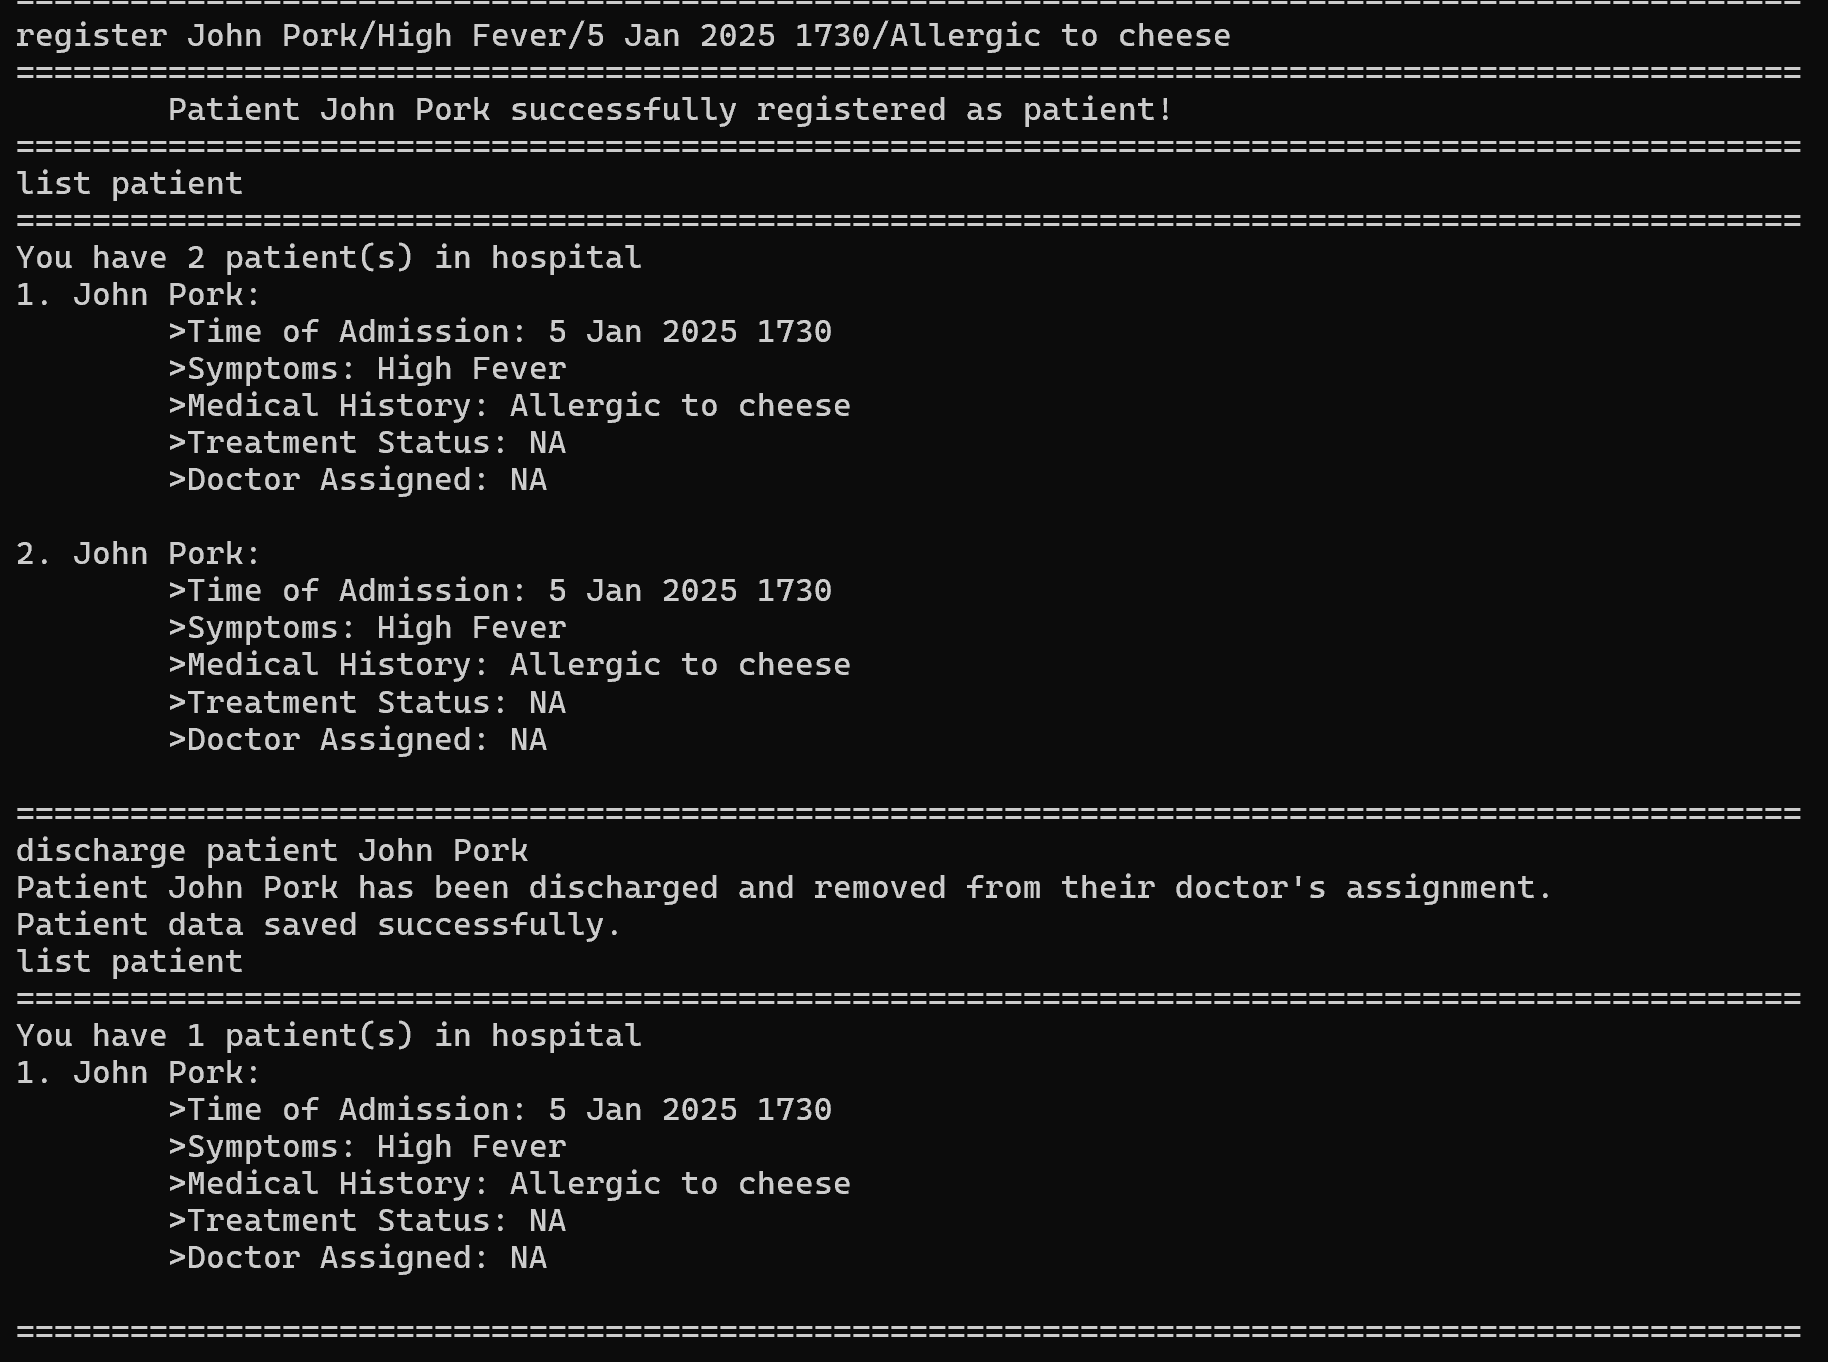 ==============================================================================================
register John Pork/High Fever/5 Jan 2025 1730/Allergic to cheese
==============================================================================================
        Patient John Pork successfully registered as patient!
==============================================================================================
list patient
==============================================================================================
You have 2 patient(s) in hospital
1. John Pork:
        >Time of Admission: 5 Jan 2025 1730
        >Symptoms: High Fever
        >Medical History: Allergic to cheese
        >Treatment Status: NA
        >Doctor Assigned: NA

2. John Pork:
        >Time of Admission: 5 Jan 2025 1730
        >Symptoms: High Fever
        >Medical History: Allergic to cheese
        >Treatment Status: NA
        >Doctor Assigned: NA

==============================================================================================
discharge patient John Pork
Patient John Pork has been discharged and removed from their doctor's assignment.
Patient data saved successfully.
list patient
==============================================================================================
You have 1 patient(s) in hospital
1. John Pork:
        >Time of Admission: 5 Jan 2025 1730
        >Symptoms: High Fever
        >Medical History: Allergic to cheese
        >Treatment Status: NA
        >Doctor Assigned: NA

==============================================================================================